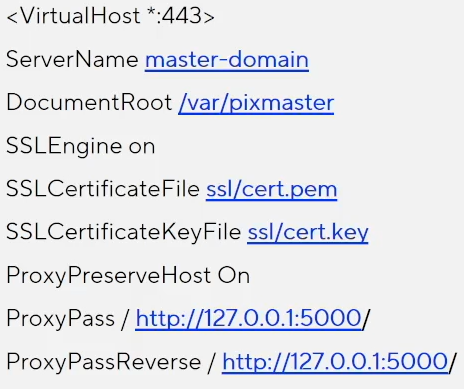 <VirtualHost *:443>
ServerName master-domain
DocumentRoot /var/pixmaster
SSLEngine on
SSLCertificateFile ssl/cert.pem
SSLCertificateKeyFile ssl/cert.key
ProxyPreserveHost On
ProxyPass / http://127.0.0.1:5000/
ProxyPassReverse / http://127.0.0.1:5000/